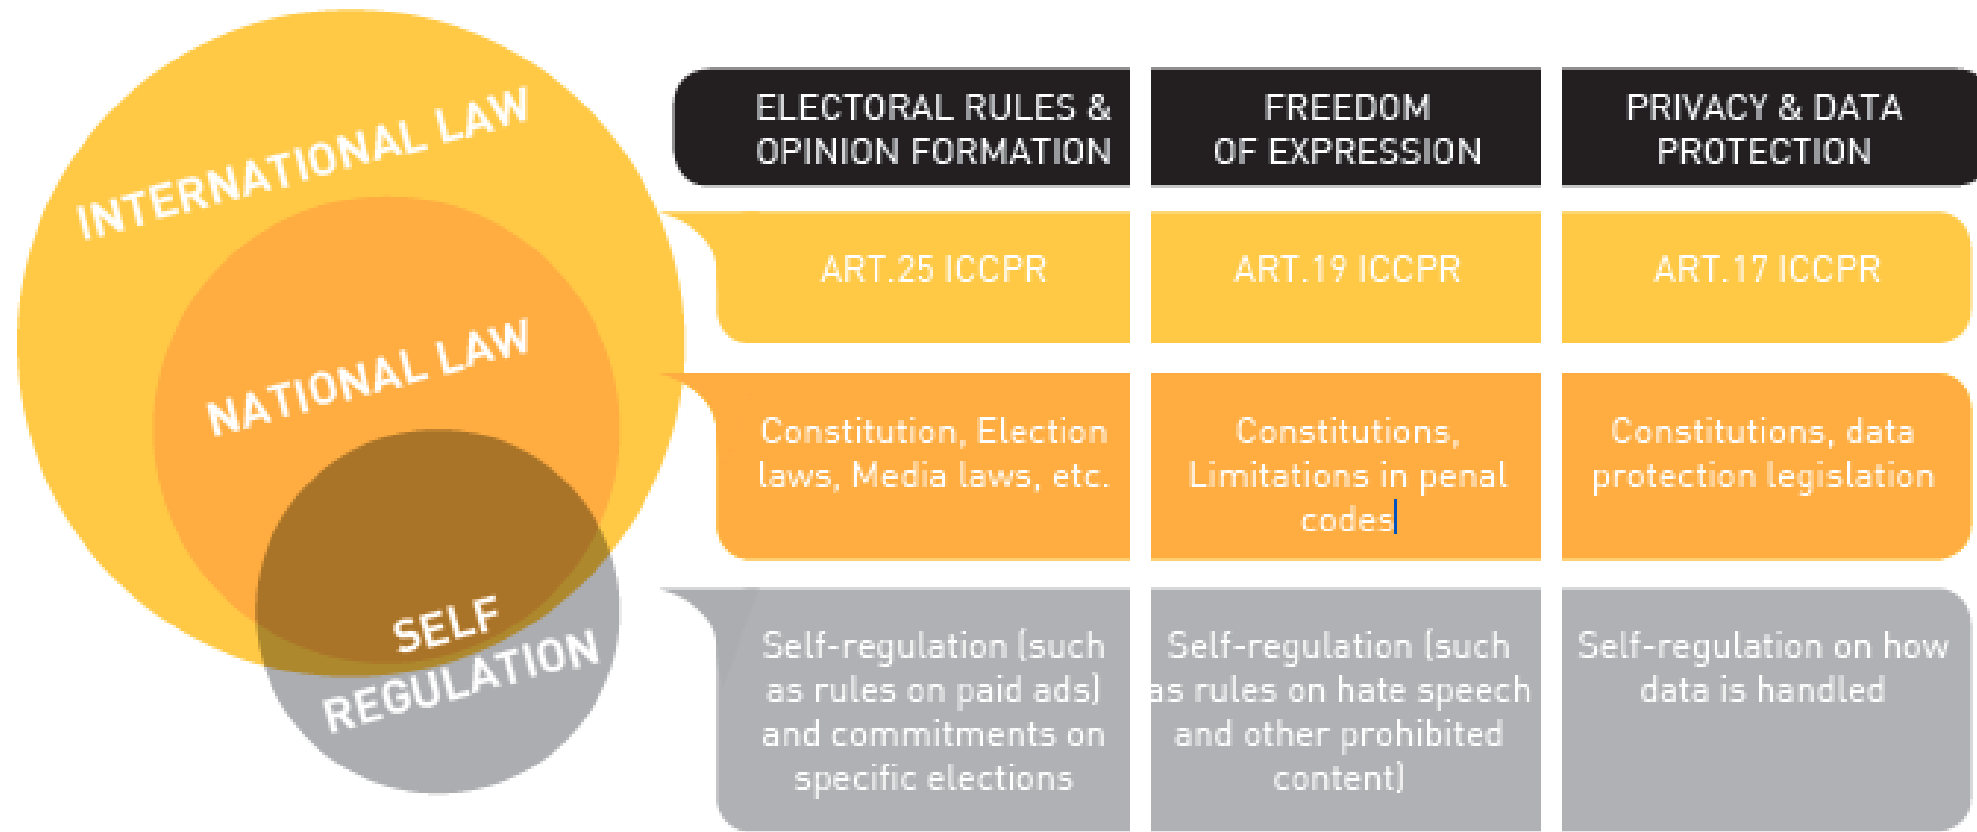 INTERNATIONAL LAW
NATIONAL LAW
SELF
REGULATION
ELECTORAL RULES &
OPINION FORMATION
FREEDOM
OF EXPRESSION
PRIVACY & DATA
PROTECTION
ART.25 ICCPR
ART.19 ICCPR
ART.17 ICCPR
Constitution, Election
laws, Media laws, etc.
Constitutions,
Limitations in penal
codes
Constitutions, data
protection legislation
Self-regulation (such
as rules on paid ads)
and commitments on
specific elections
Self-regulation (such
as rules on hate speech
and other prohibited
content)
Self-regulation on how
data is handled